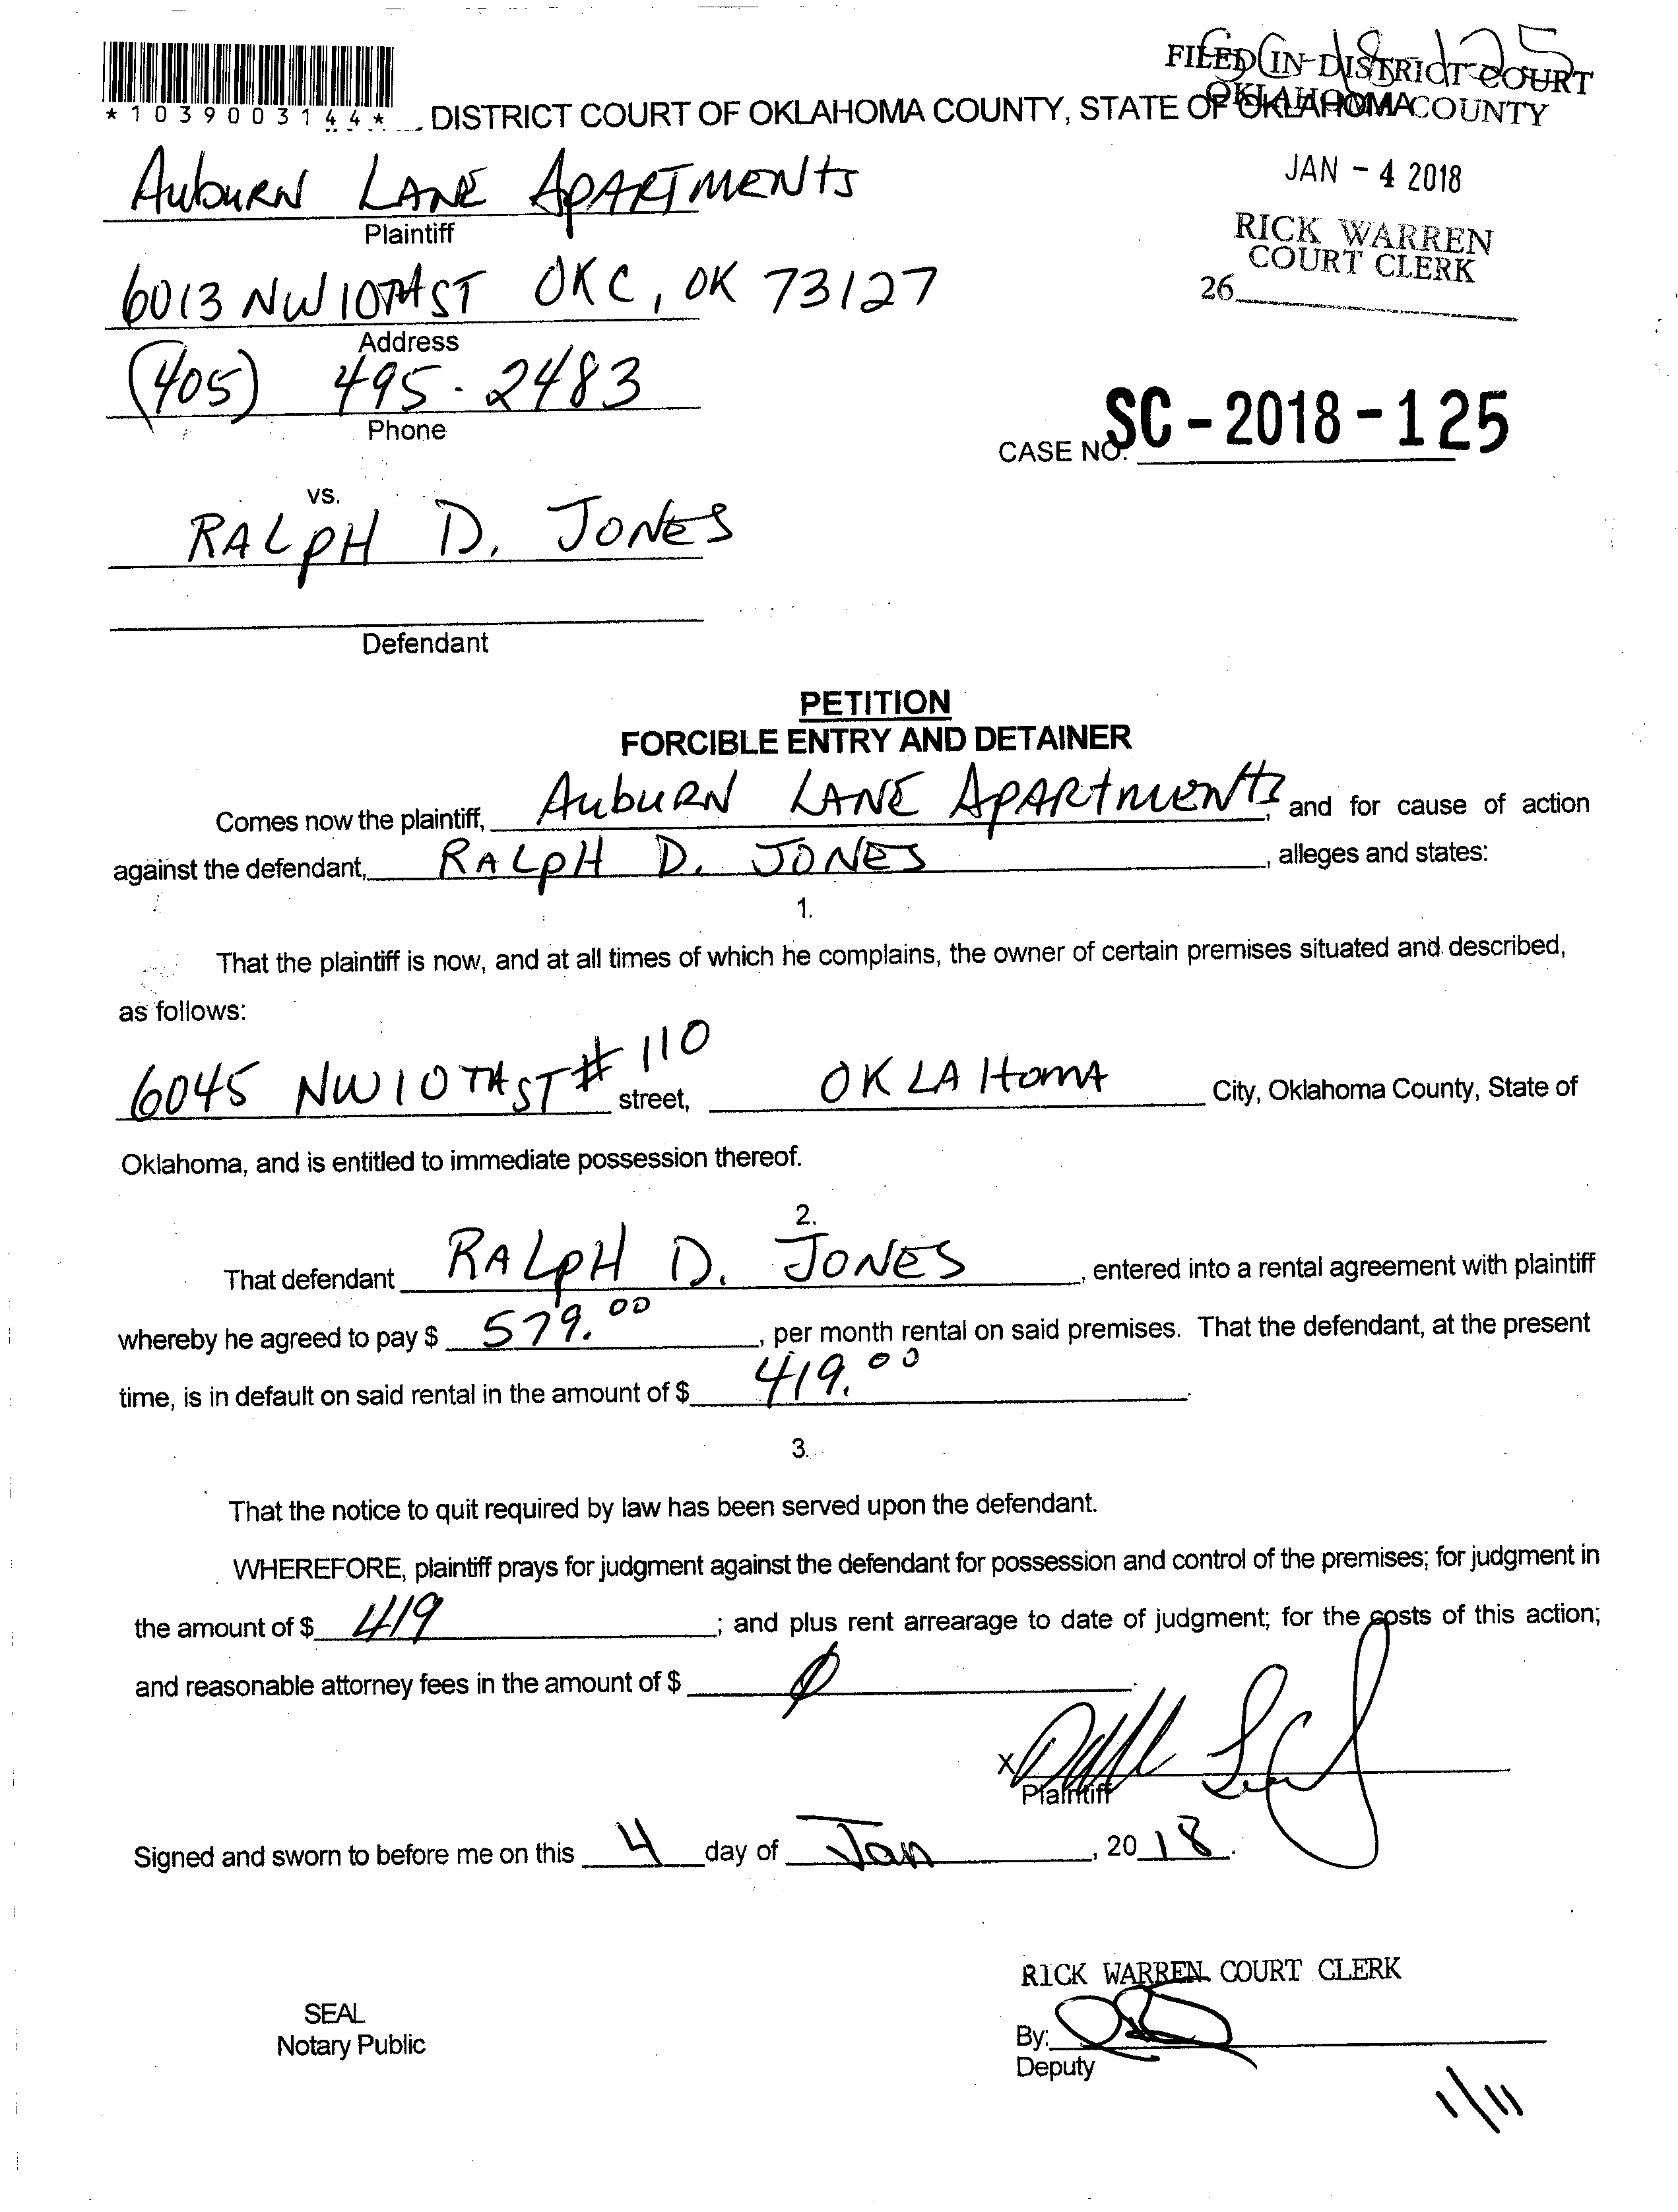 FILED IN DISTRICT COURT
OKLAHOMA COUNTY
*1039003144*
DISTRICT COURT OF OKLAHOMA COUNTY, STATE OF OKLAHOMA
JAN - 4 2018
AubuRN LANE ApARTMENts
Plaintiff
RICK WARREN
COURT CLERK
26
6013 NW 10TH ST OKC, OK 73127
Address
(405) 495-2483
Phone
CASE NO. SC-2018-125
vs.
RALpH D. JONES
Defendant
PETITION
FORCIBLE ENTRY AND DETAINER
Comes now the plaintiff, AubuRN LANE ApARtmeNts, and for cause of action
against the defendant, RALpH D. JONES, alleges and states:
1.
That the plaintiff is now, and at all times of which he complains, the owner of certain premises situated and described,
as follows:
6045 NW 10TH ST # 110 street, OKLAHomA City, Oklahoma County, State of
Oklahoma, and is entitled to immediate possession thereof.
2.
That defendant RALpH D. JONES, entered into a rental agreement with plaintiff
whereby he agreed to pay $ 579.00, per month rental on said premises. That the defendant, at the present
time, is in default on said rental in the amount of $ 419.00.
3.
That the notice to quit required by law has been served upon the defendant.
WHEREFORE, plaintiff prays for judgment against the defendant for possession and control of the premises; for judgment in
the amount of $ 419; and plus rent arrearage to date of judgment; for the costs of this action;
and reasonable attorney fees in the amount of $ Ø.
X
Plaintiff
Signed and sworn to before me on this 4 day of Jan, 20 18.
RICK WARREN COURT CLERK
SEAL
Notary Public
By:
Deputy
1/11